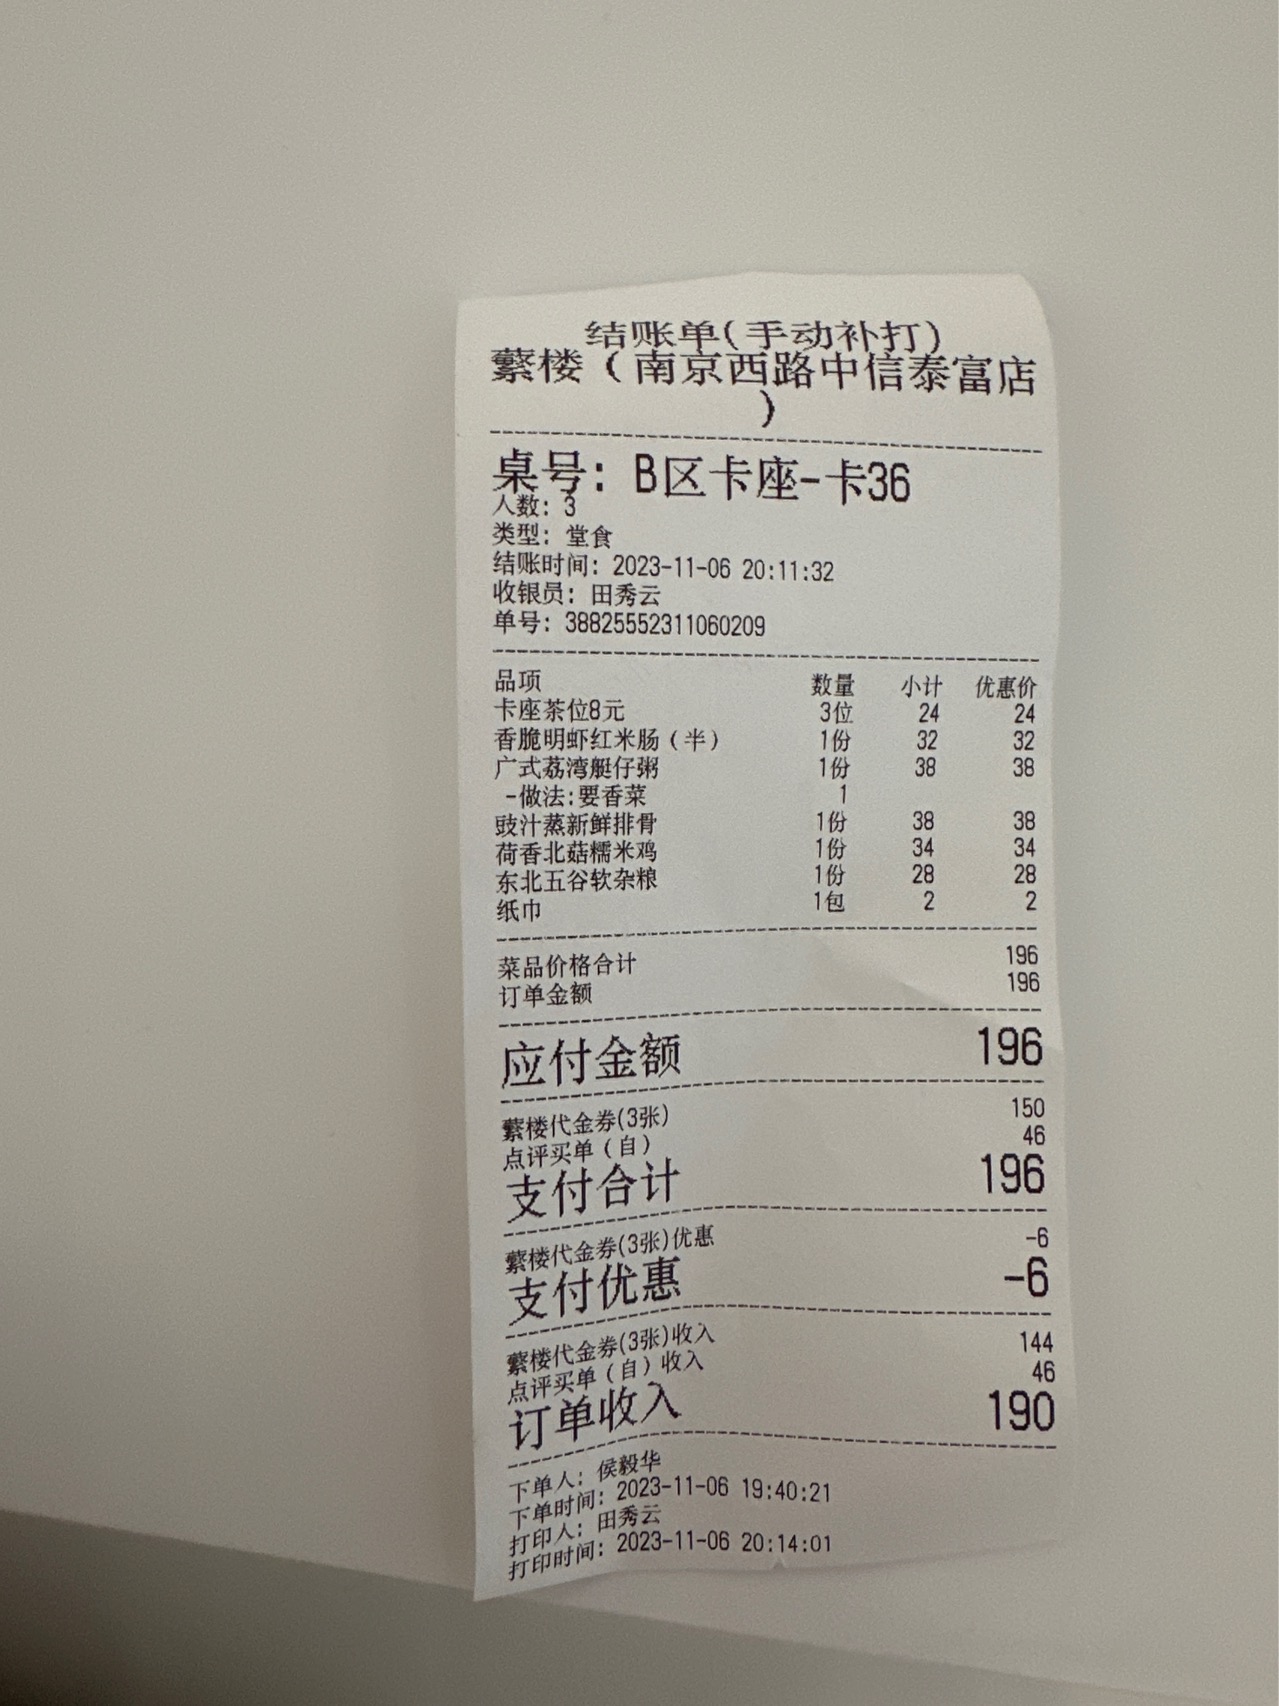 结账单(手动补打)
蘩楼（南京西路中信泰富店
）
桌号: B区卡座-卡36
人数: 3
类型: 堂食
结账时间: 2023-11-06 20:11:32
收银员: 田秀云
单号: 38825552311060209
品项 数量 小计 优惠价
卡座茶位8元 3位 24 24
香脆明虾红米肠（半） 1份 32 32
广式荔湾艇仔粥 1份 38 38
-做法:要香菜 1
豉汁蒸新鲜排骨 1份 38 38
荷香北菇糯米鸡 1份 34 34
东北五谷软杂粮 1份 28 28
纸巾 1包 2 2
菜品价格合计 196
订单金额 196
应付金额 196
蘩楼代金券(3张) 150
点评买单（自） 46
支付合计 196
蘩楼代金券(3张)优惠 -6
支付优惠 -6
蘩楼代金券(3张)收入 144
点评买单（自）收入 46
订单收入 190
下单人: 侯毅华
下单时间: 2023-11-06 19:40:21
打印人: 田秀云
打印时间: 2023-11-06 20:14:01